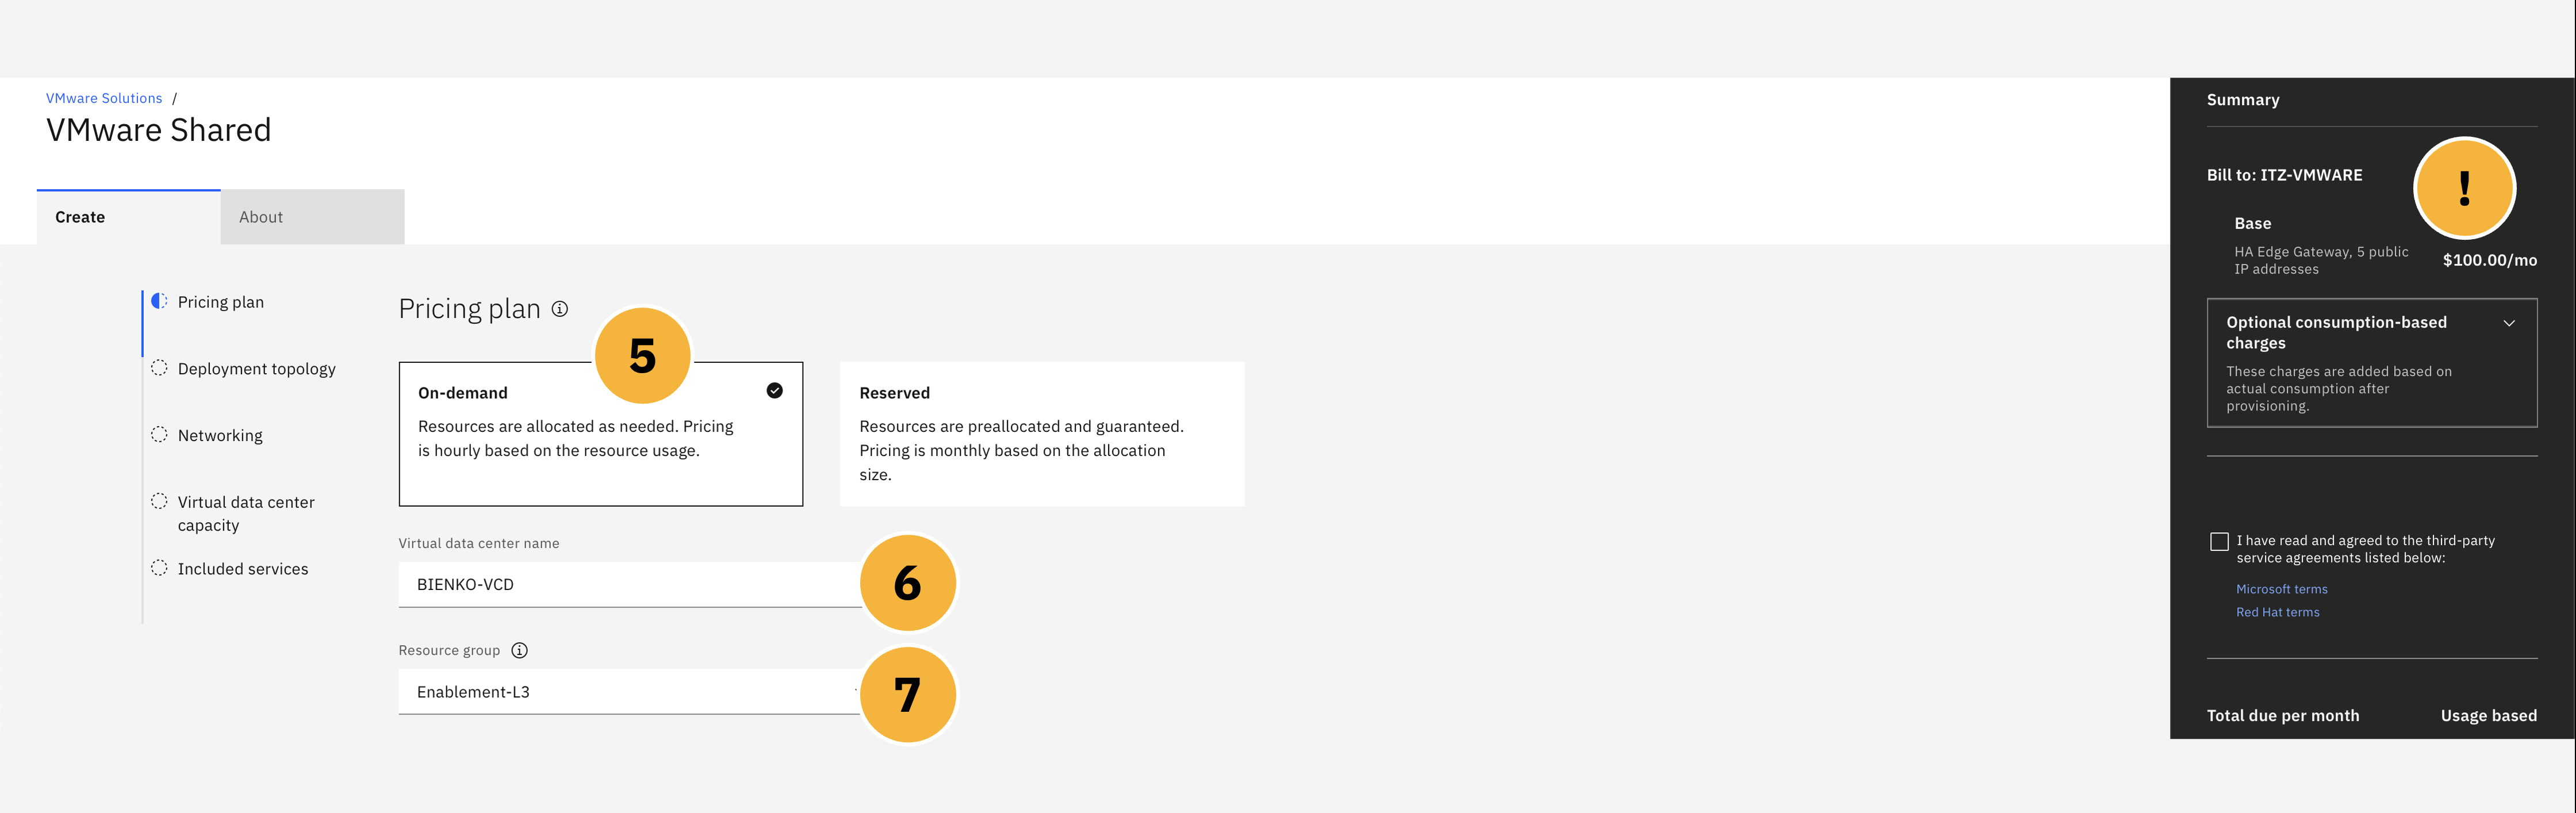 VMware Solutions /
VMware Shared
Create
About
Pricing plan
Deployment topology
Networking
Virtual data center
capacity
Included services
Pricing plan
5
On-demand
Resources are allocated as needed. Pricing
is hourly based on the resource usage.
Reserved
Resources are preallocated and guaranteed.
Pricing is monthly based on the allocation
size.
Virtual data center name
BIENKO-VCD
6
Resource group
Enablement-L3
7
Summary
Bill to: ITZ-VMWARE
!
Base
HA Edge Gateway, 5 public
IP addresses
$100.00/mo
Optional consumption-based
charges
These charges are added based on
actual consumption after
provisioning.
I have read and agreed to the third-party
service agreements listed below:
Microsoft terms
Red Hat terms
Total due per month
Usage based